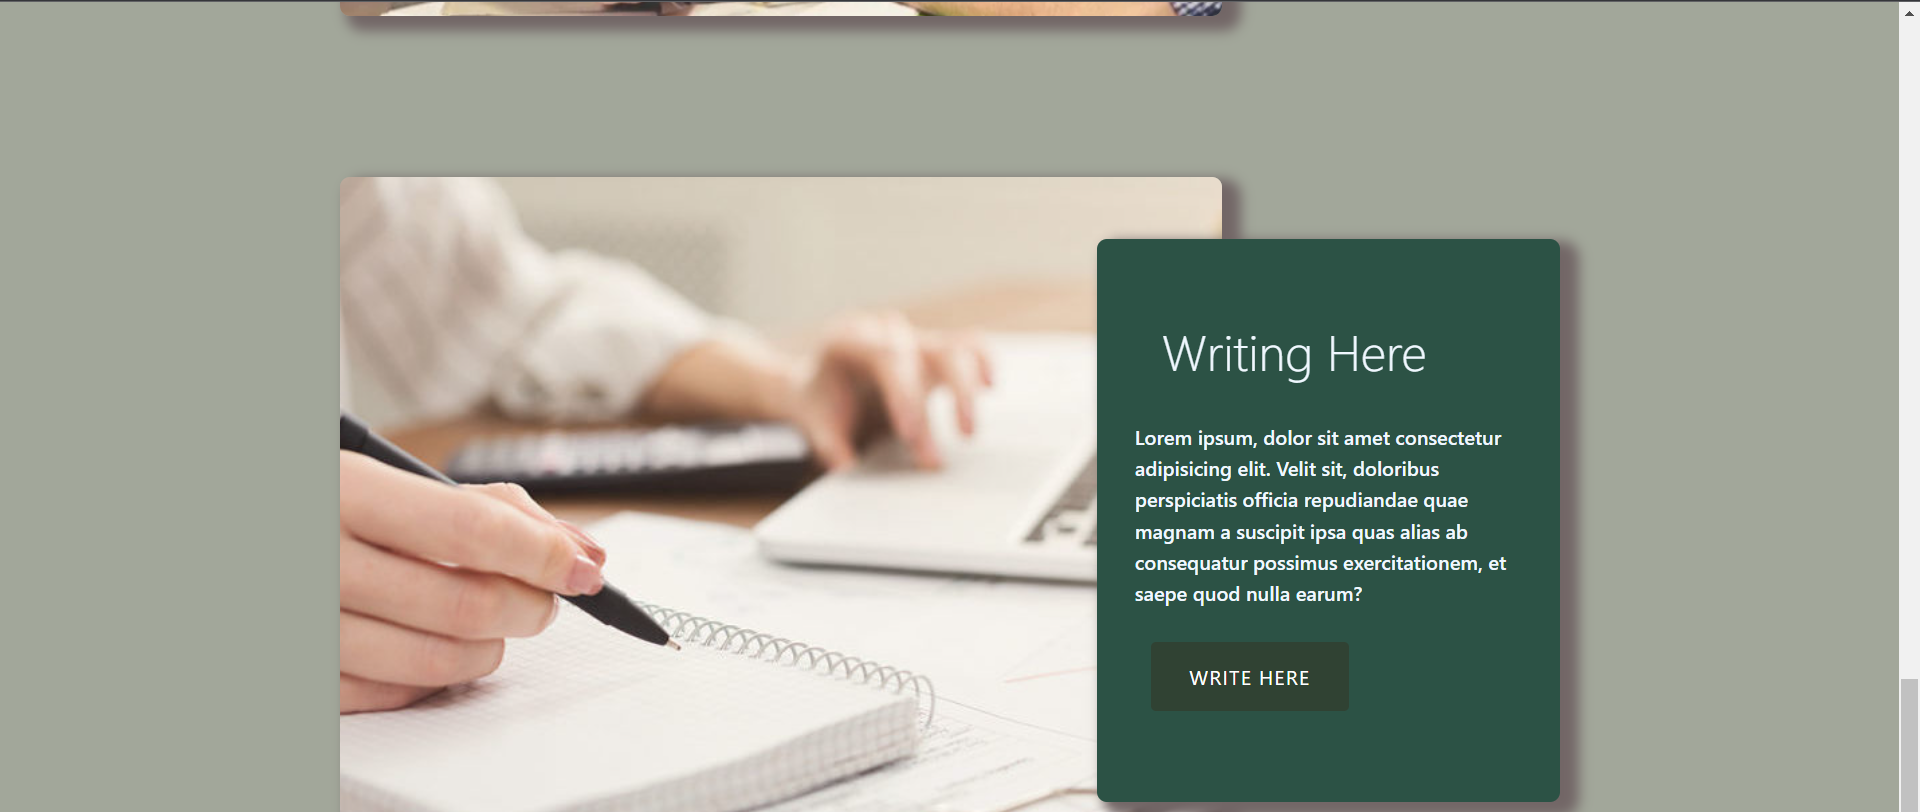 Writing Here
Lorem ipsum, dolor sit amet consectetur
adipisicing elit. Velit sit, doloribus
perspiciatis officia repudiandae quae
magnam a suscipit ipsa quas alias ab
consequatur possimus exercitationem, et
saepe quod nulla earum?
WRITE HERE